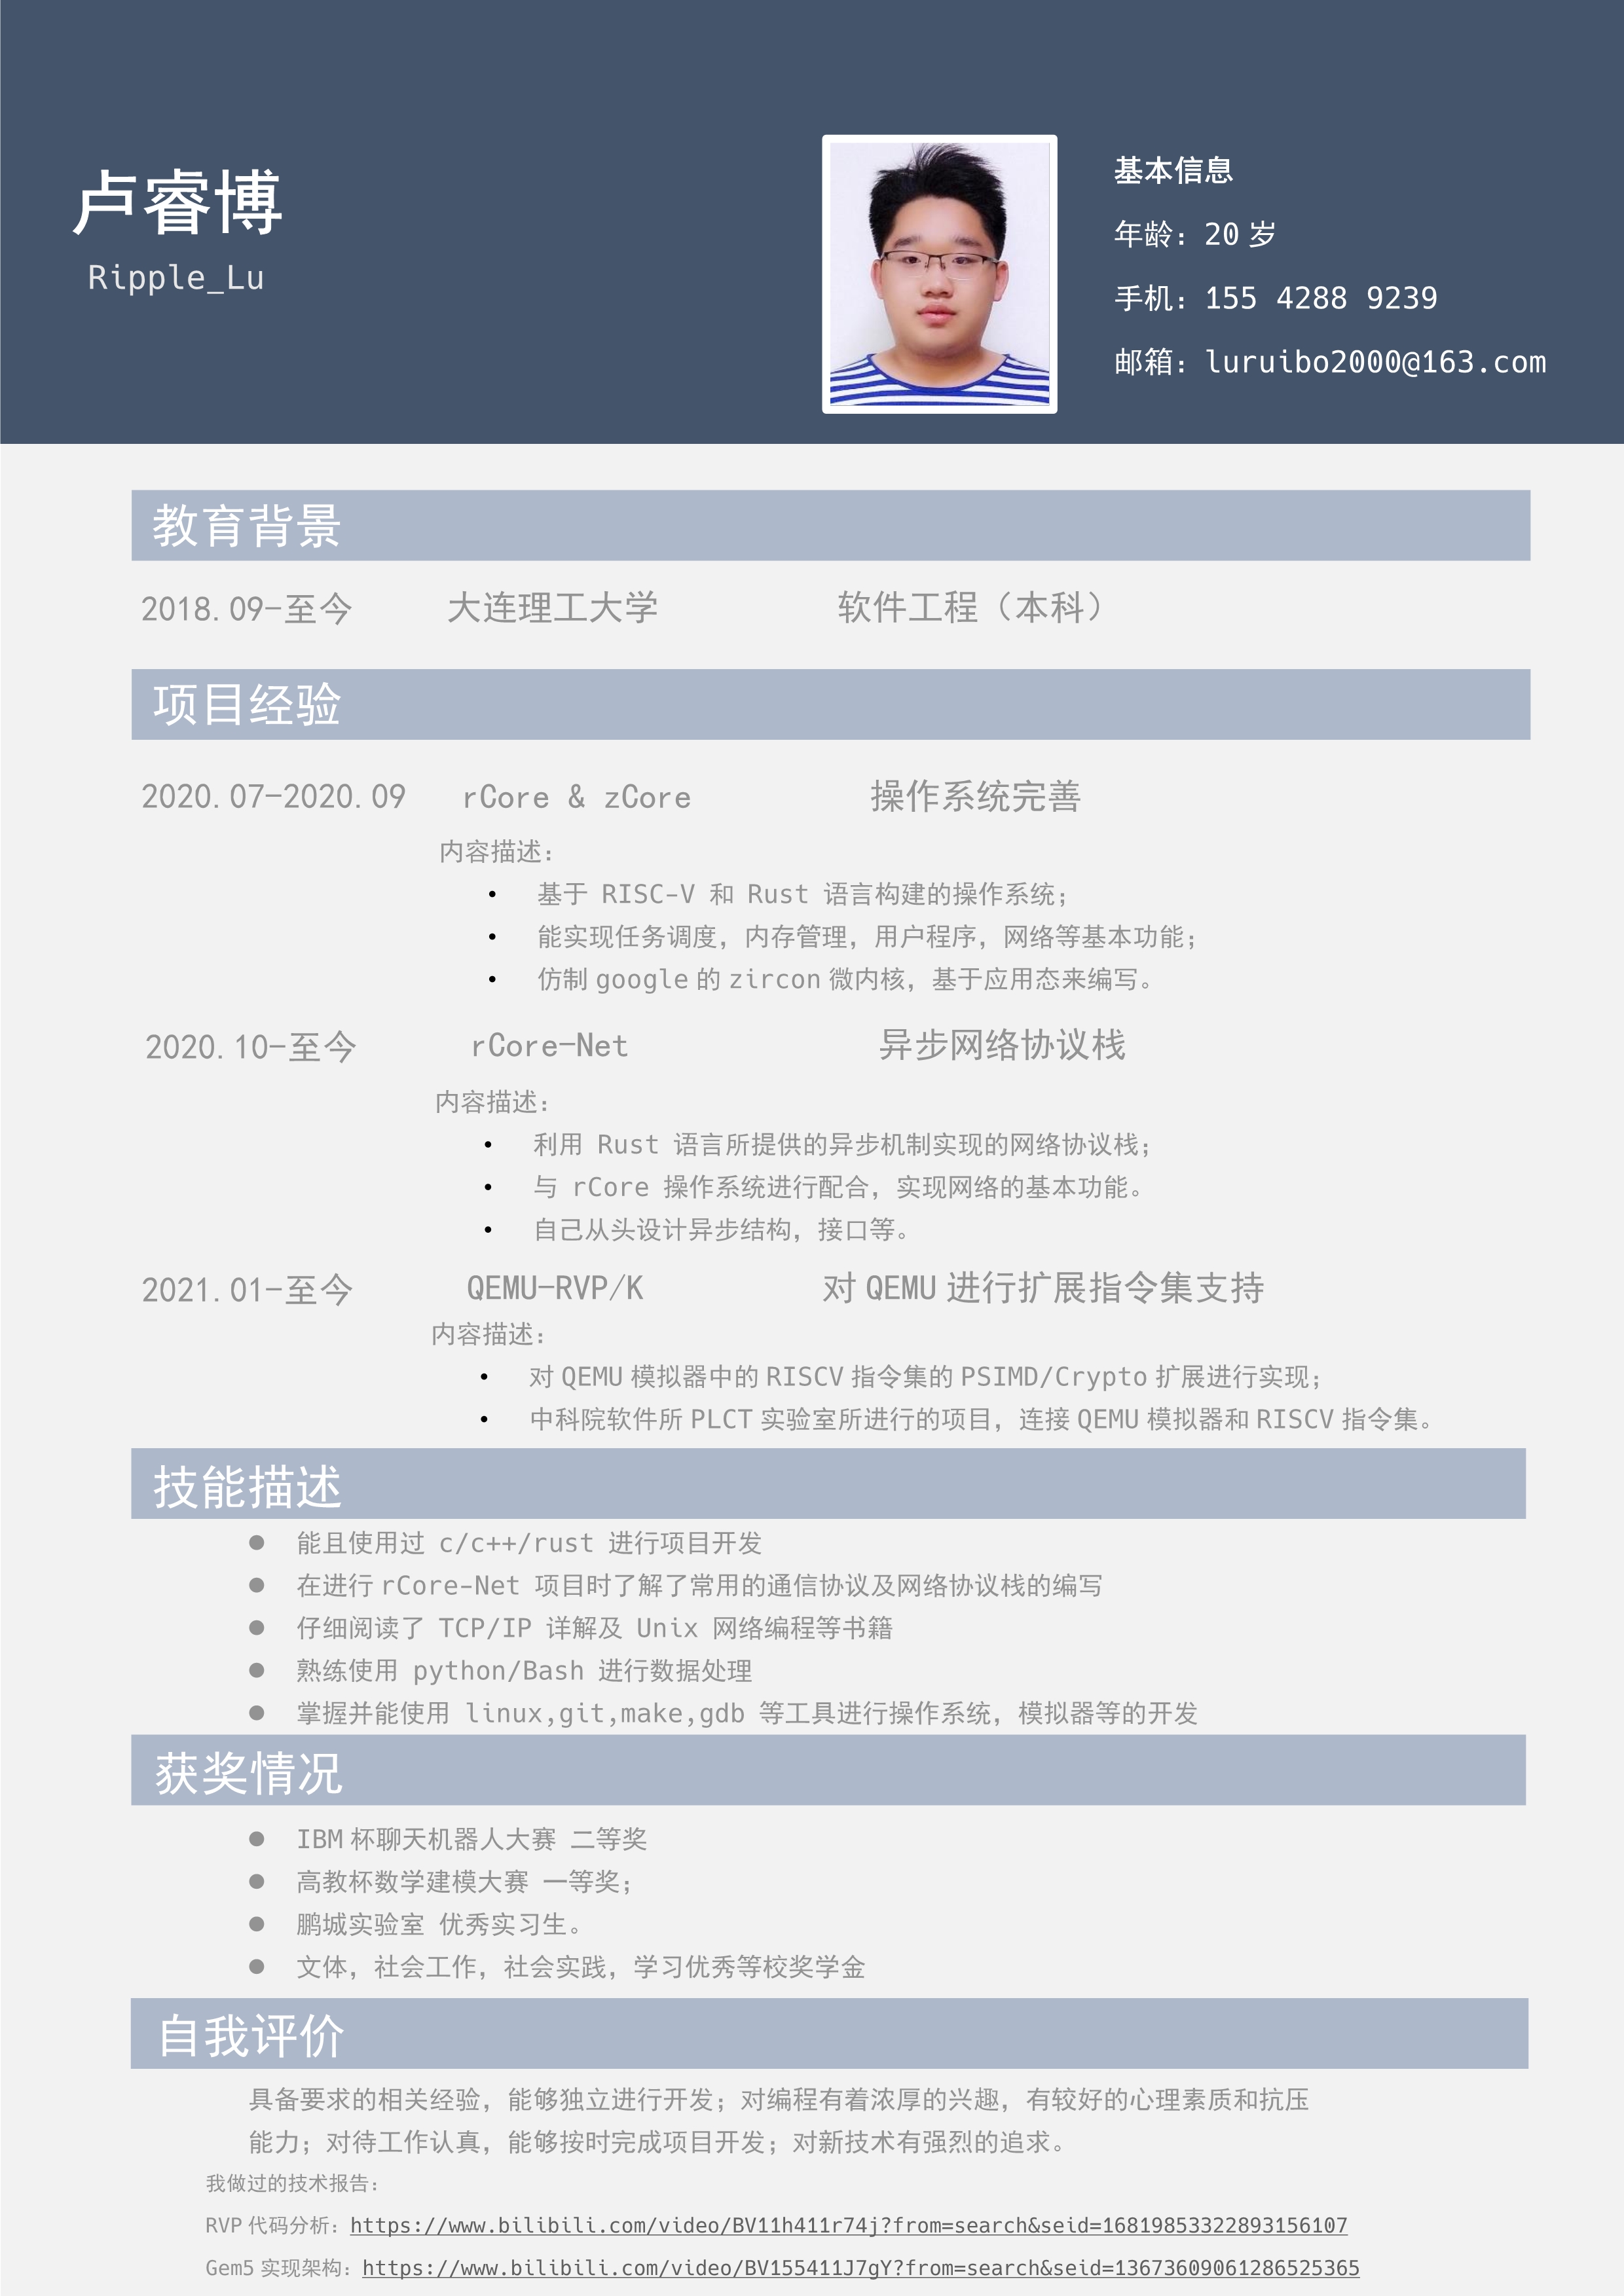 卢睿博
Ripple_Lu
基本信息
年龄：20 岁
手机：155 4288 9239
邮箱：luruibo2000@163.com
教育背景
2018.09-至今 大连理工大学 软件工程（本科）
项目经验
2020.07-2020.09 rCore & zCore 操作系统完善
内容描述：
• 基于 RISC-V 和 Rust 语言构建的操作系统；
• 能实现任务调度，内存管理，用户程序，网络等基本功能；
• 仿制 google 的 zircon 微内核，基于应用态来编写。
2020.10-至今 rCore-Net 异步网络协议栈
内容描述：
• 利用 Rust 语言所提供的异步机制实现的网络协议栈；
• 与 rCore 操作系统进行配合，实现网络的基本功能。
• 自己从头设计异步结构，接口等。
2021.01-至今 QEMU-RVP/K 对 QEMU 进行扩展指令集支持
内容描述：
• 对 QEMU 模拟器中的 RISCV 指令集的 PSIMD/Crypto 扩展进行实现；
• 中科院软件所 PLCT 实验室所进行的项目，连接 QEMU 模拟器和 RISCV 指令集。
技能描述
● 能且使用过 c/c++/rust 进行项目开发
● 在进行 rCore-Net 项目时了解了常用的通信协议及网络协议栈的编写
● 仔细阅读了 TCP/IP 详解及 Unix 网络编程等书籍
● 熟练使用 python/Bash 进行数据处理
● 掌握并能使用 linux,git,make,gdb 等工具进行操作系统，模拟器等的开发
获奖情况
● IBM 杯聊天机器人大赛 二等奖
● 高教杯数学建模大赛 一等奖；
● 鹏城实验室 优秀实习生。
● 文体，社会工作，社会实践，学习优秀等校奖学金
自我评价
具备要求的相关经验，能够独立进行开发；对编程有着浓厚的兴趣，有较好的心理素质和抗压
能力；对待工作认真，能够按时完成项目开发；对新技术有强烈的追求。
我做过的技术报告：
RVP 代码分析：https://www.bilibili.com/video/BV11h411r74j?from=search&seid=16819853322893156107
Gem5 实现架构：https://www.bilibili.com/video/BV155411J7gY?from=search&seid=13673609061286525365